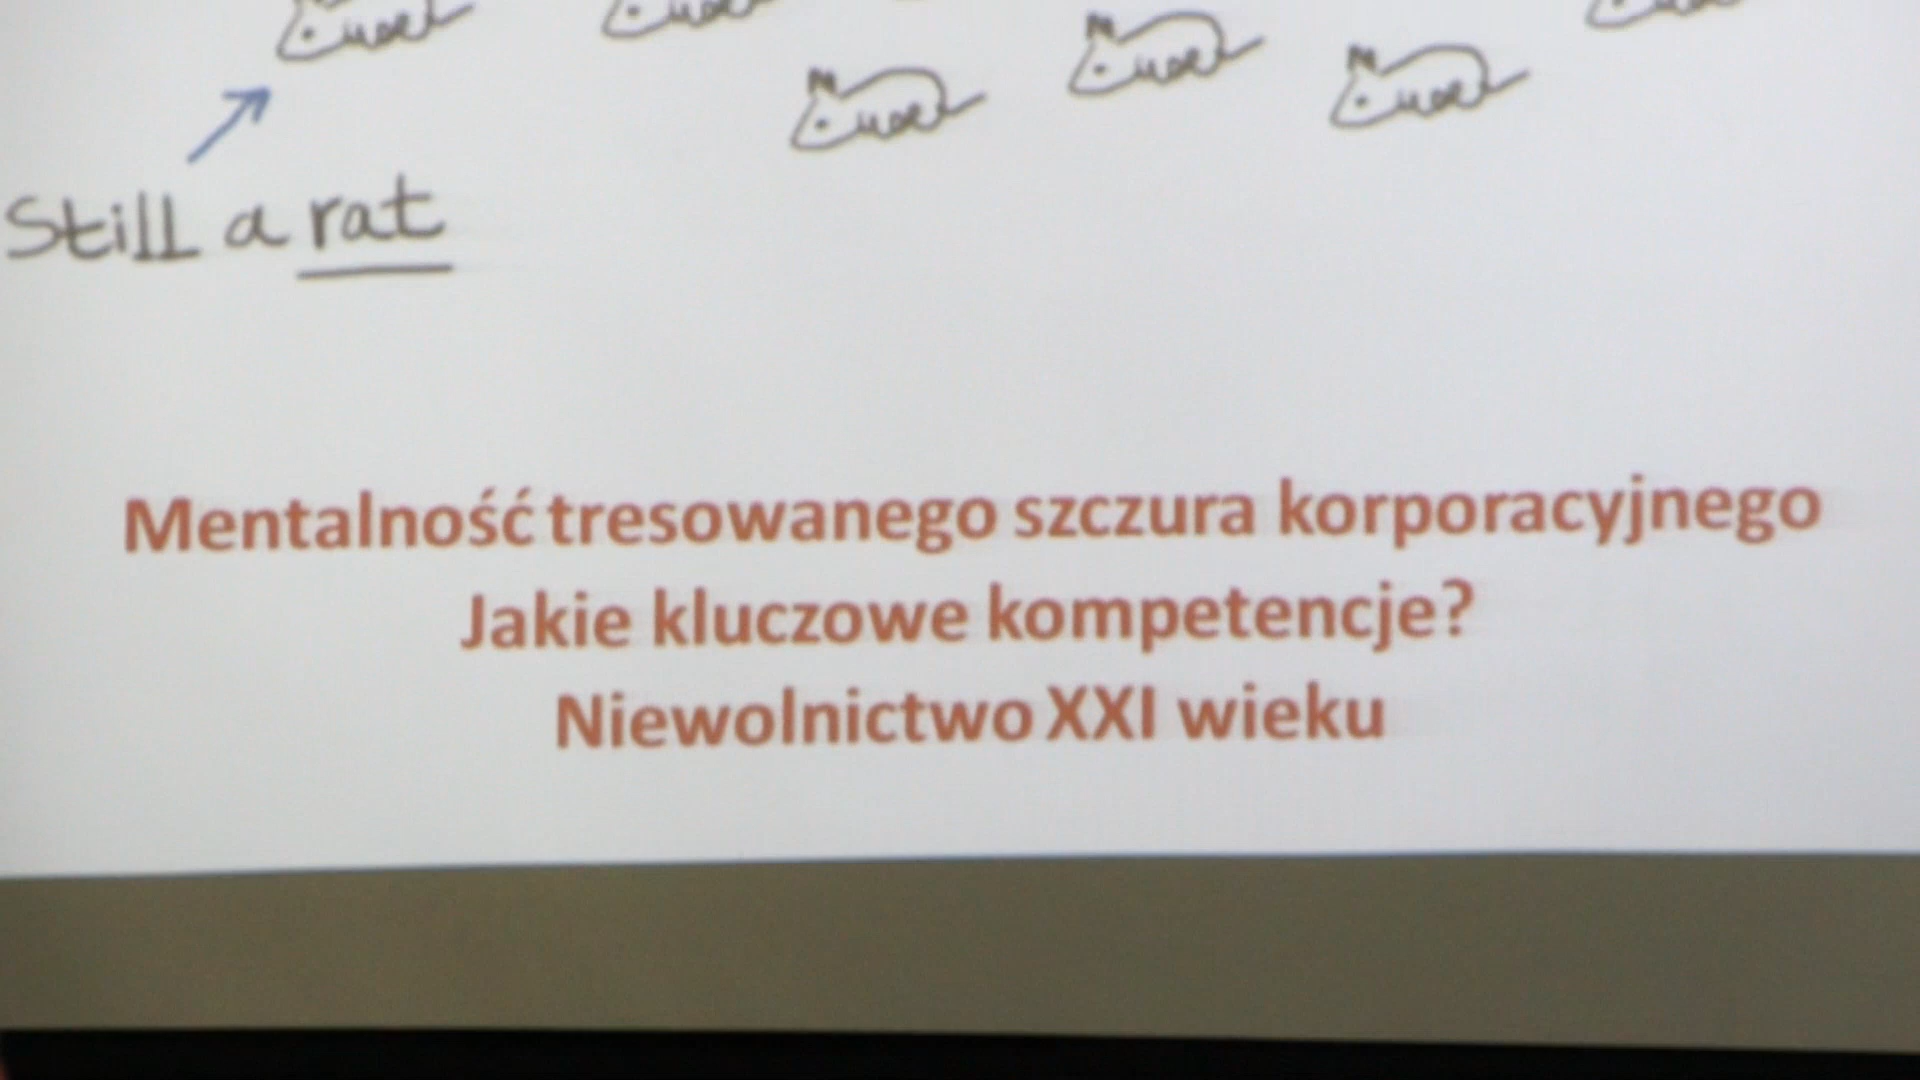 Still a rat
Mentalność tresowanego szczura korporacyjnego
Jakie kluczowe kompetencje?
Niewolnictwo XXI wieku